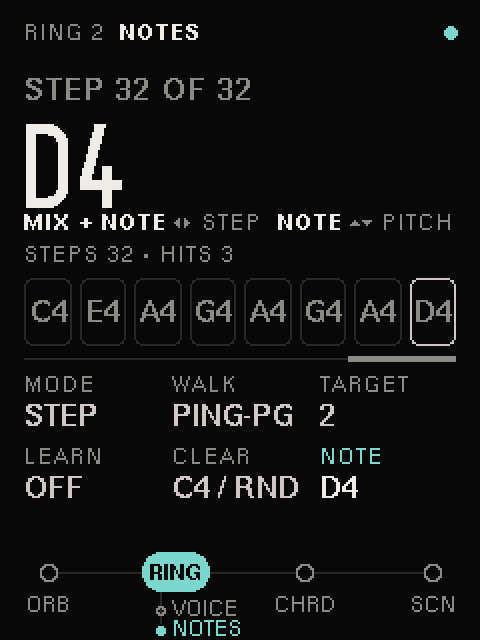 RING 2 NOTES
STEP 32 OF 32
D4
MIX + NOTE ◂▸ STEP NOTE ▴▾ PITCH
STEPS 32 · HITS 3
C4 E4 A4 G4 A4 G4 A4 D4
MODE WALK TARGET
STEP PING-PG 2
LEARN CLEAR NOTE
OFF C4 / RND D4
RING
ORB CHRD SCN
VOICE
NOTES